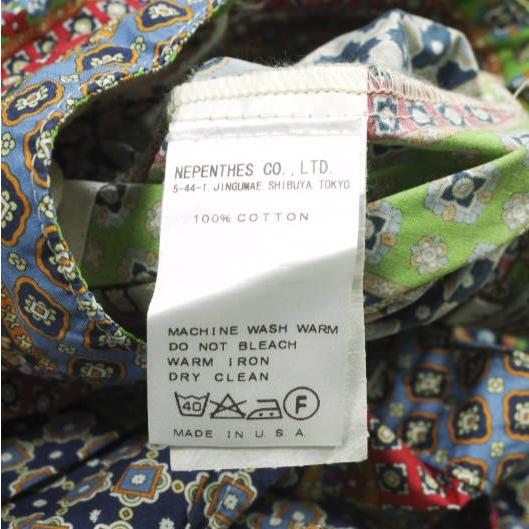 NEPENTHES CO., LTD.
5-44-1. JINGUMAE SHIBUYA TOKYO
100% COTTON
MACHINE WASH WARM
DO NOT BLEACH
WARM IRON
DRY CLEAN
40 F
MADE IN U.S.A.